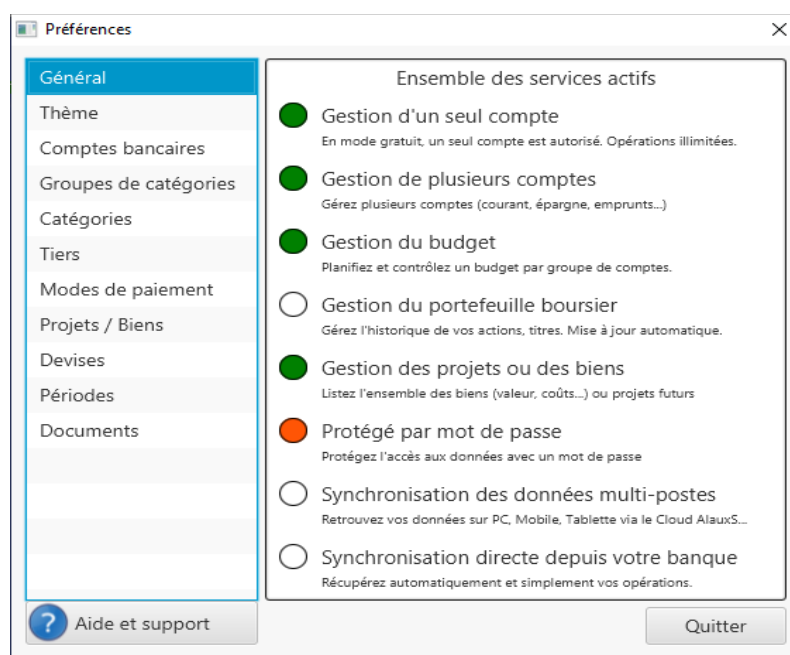 Préférences
Général
Thème
Comptes bancaires
Groupes de catégories
Catégories
Tiers
Modes de paiement
Projets / Biens
Devises
Périodes
Documents
Aide et support
Ensemble des services actifs
Gestion d'un seul compte
En mode gratuit, un seul compte est autorisé. Opérations illimitées.
Gestion de plusieurs comptes
Gérez plusieurs comptes (courant, épargne, emprunts...)
Gestion du budget
Planifiez et contrôlez un budget par groupe de comptes.
Gestion du portefeuille boursier
Gérez l'historique de vos actions, titres. Mise à jour automatique.
Gestion des projets ou des biens
Listez l'ensemble des biens (valeur, coûts...) ou projets futurs
Protégé par mot de passe
Protégez l'accès aux données avec un mot de passe
Synchronisation des données multi-postes
Retrouvez vos données sur PC, Mobile, Tablette via le Cloud AlauxS...
Synchronisation directe depuis votre banque
Récupérez automatiquement et simplement vos opérations.
Quitter